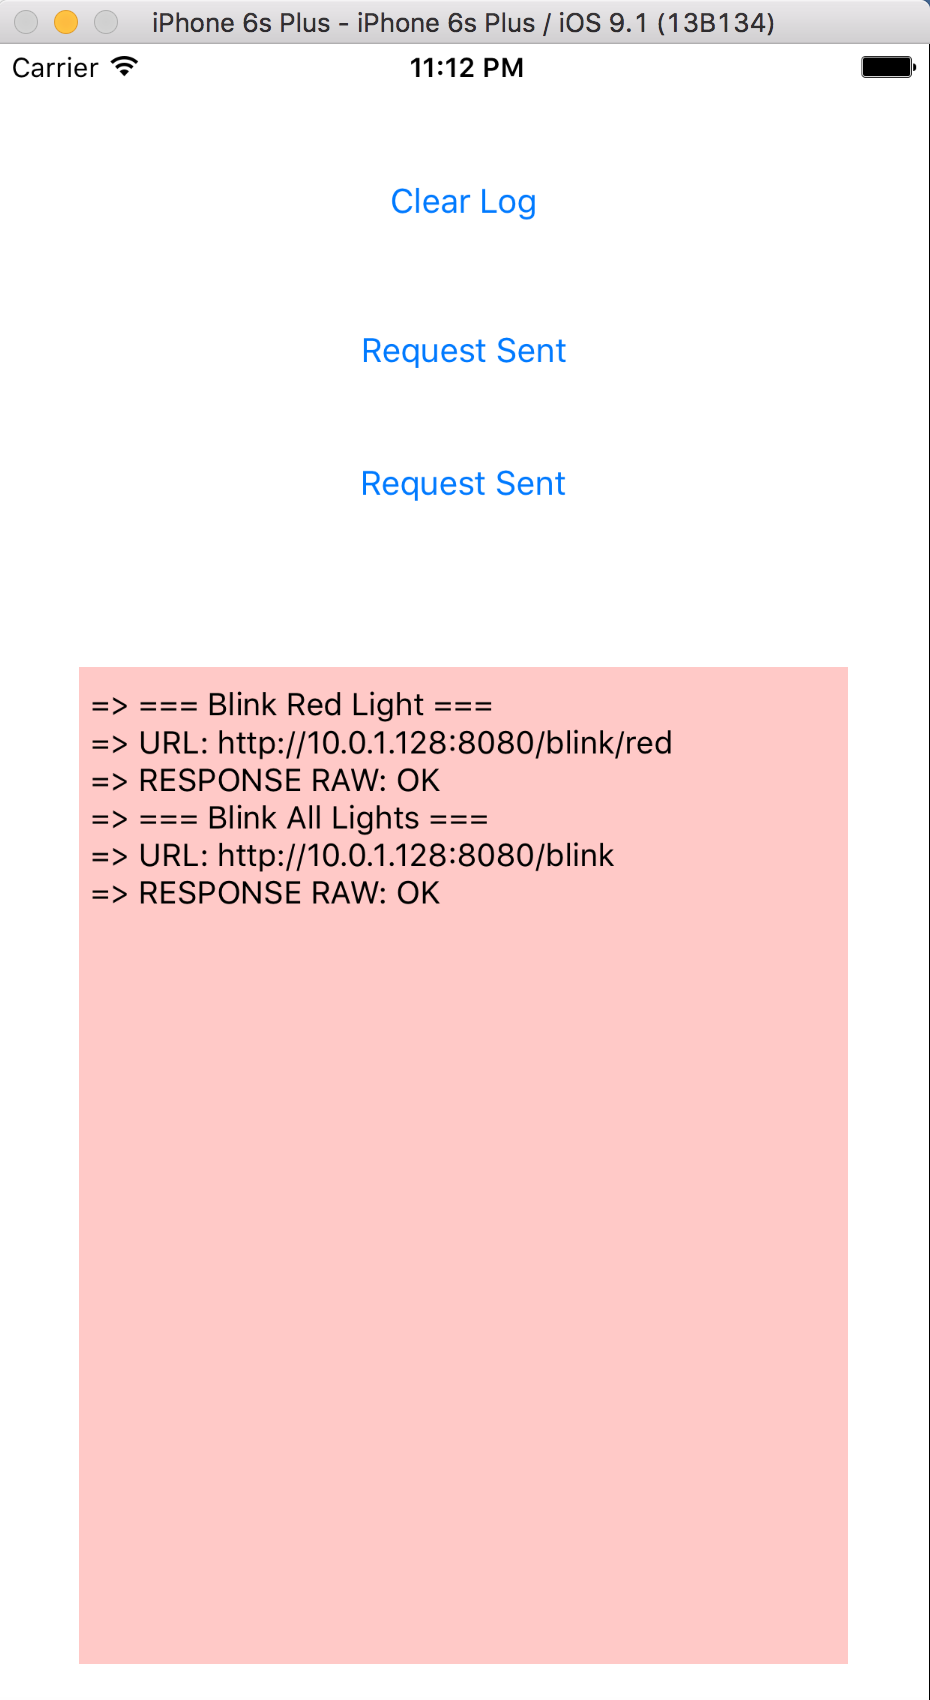 iPhone 6s Plus - iPhone 6s Plus / iOS 9.1 (13B134)
Carrier 11:12 PM
Clear Log
Request Sent
Request Sent
=> === Blink Red Light ===
=> URL: http://10.0.1.128:8080/blink/red
=> RESPONSE RAW: OK
=> === Blink All Lights ===
=> URL: http://10.0.1.128:8080/blink
=> RESPONSE RAW: OK